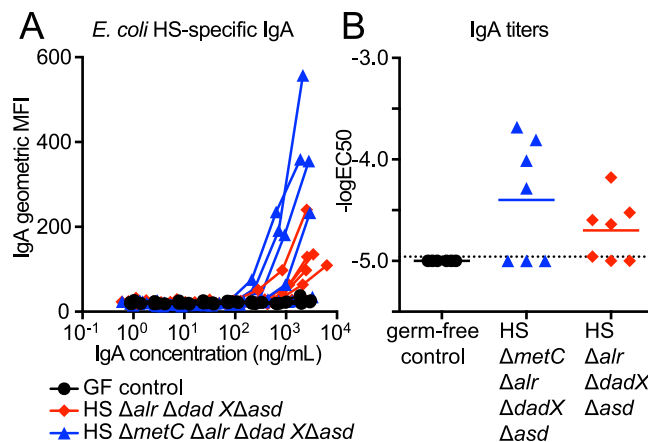 A
E. coli HS-specific IgA
IgA geometric MFI
600
400
200
0
10-1
100
101
102
103
104
IgA concentration (ng/mL)
GF control
HS Δalr Δdad XΔasd
HS ΔmetC Δalr Δdad XΔasd
B
IgA titers
-logEC50
-3.0
-4.0
-5.0
germ-free
control
HS
ΔmetC
Δalr
ΔdadX
Δasd
HS
Δalr
ΔdadX
Δasd